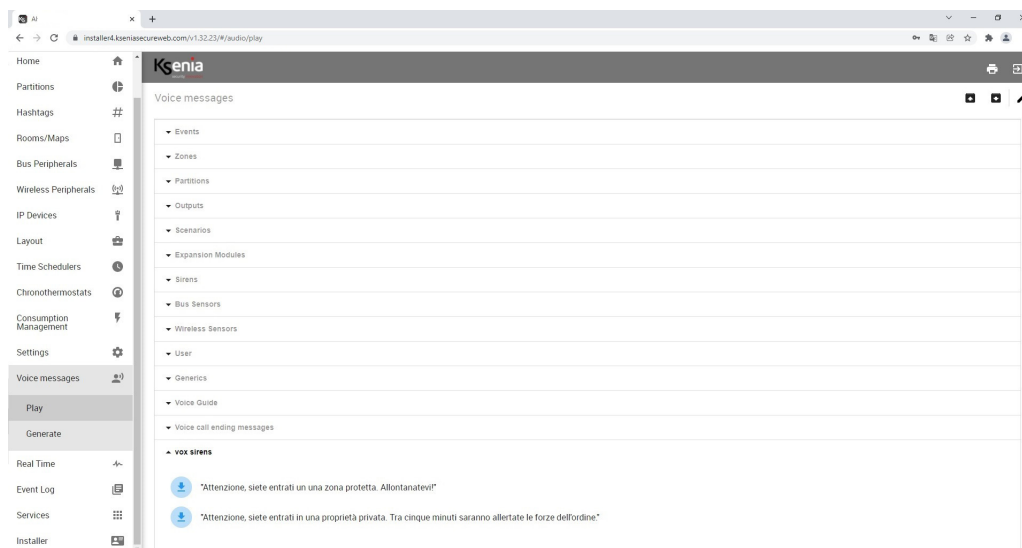 AI
installer4.kseniasecureweb.com/v1.32.23/#/audio/play
Home
Partitions
Hashtags
Rooms/Maps
Bus Peripherals
Wireless Peripherals
IP Devices
Layout
Time Schedulers
Chronothermostats
Consumption
Management
Settings
Voice messages
Play
Generate
Real Time
Event Log
Services
Installer
Ksenia
Voice messages
Events
Zones
Partitions
Outputs
Scenarios
Expansion Modules
Sirens
Bus Sensors
Wireless Sensors
User
Generics
Voice Guide
Voice call ending messages
vox sirens
"Attenzione, siete entrati un una zona protetta. Allontanatevi!"
"Attenzione, siete entrati in una proprietà privata. Tra cinque minuti saranno allertate le forze dell'ordine."